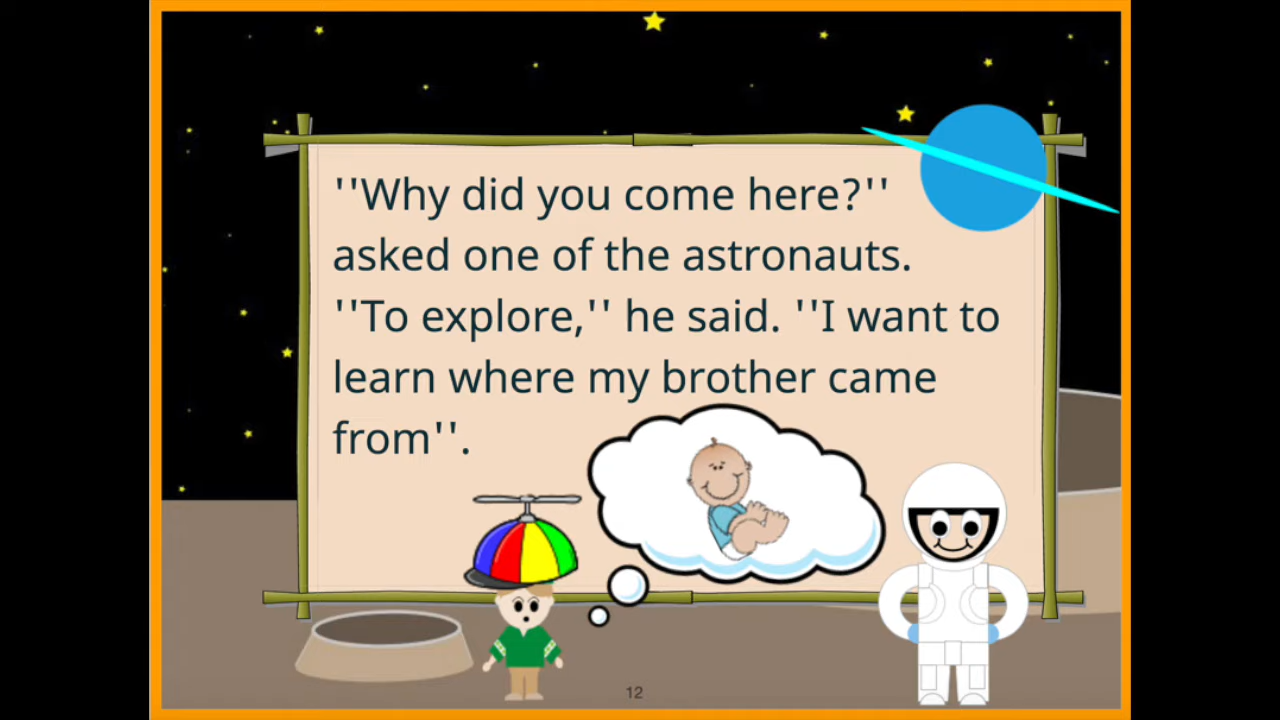 ''Why did you come here?''
asked one of the astronauts.
''To explore,'' he said. ''I want to
learn where my brother came
from''.
12